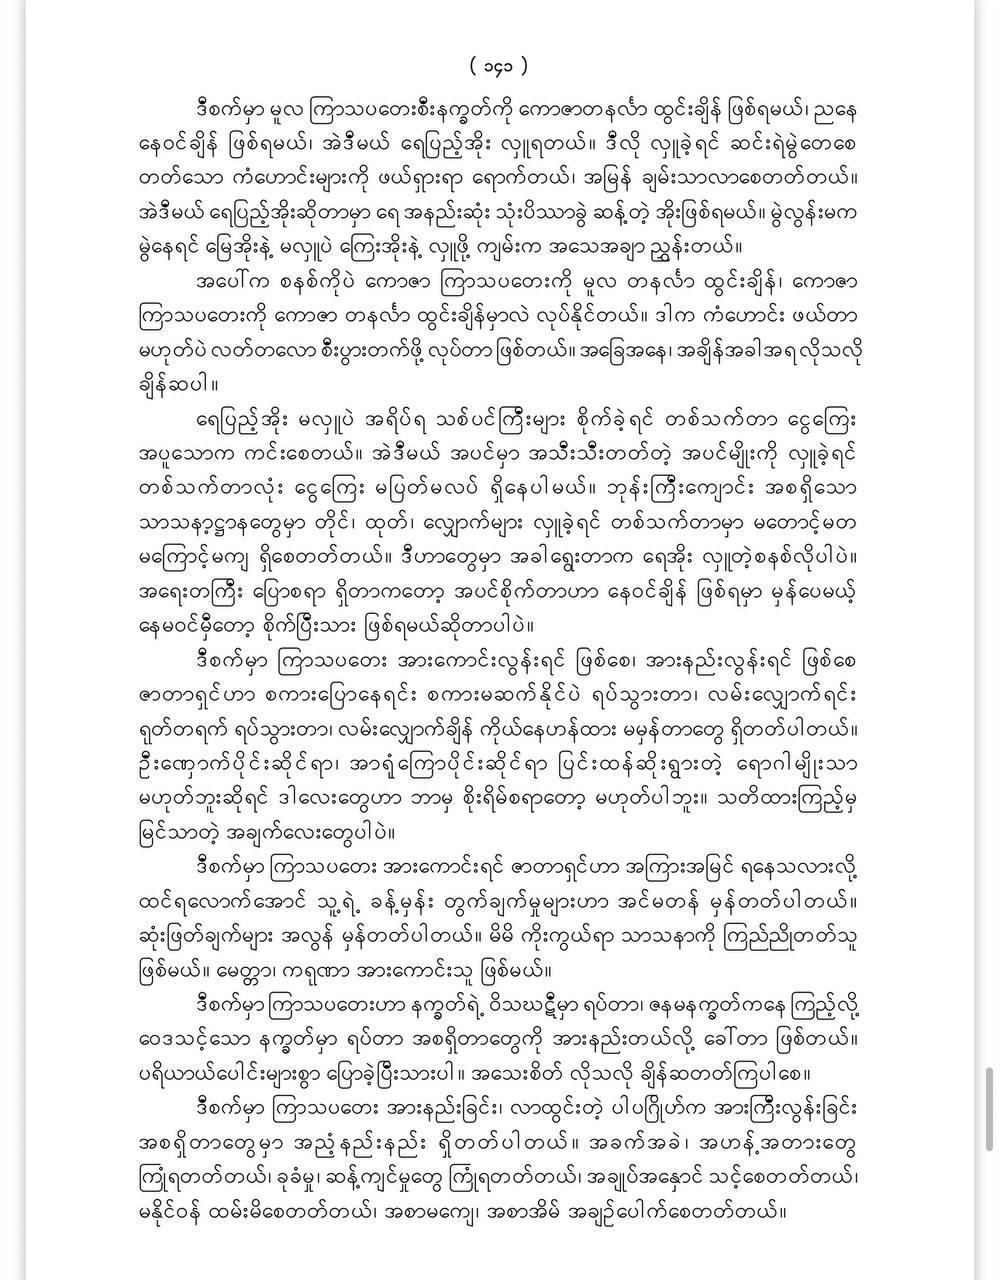 ( ၁၄၁ )
ဒီစက်မှာ မူလ ကြာသပတေးစီးနက္ခတ်ကို ကောဇာတနင်္လာ ထွင်းချိန် ဖြစ်ရမယ်၊ ညနေ
နေဝင်ချိန် ဖြစ်ရမယ်၊ အဲဒီမယ် ရေပြည့်အိုး လှူရတယ်။ ဒီလို လှူခဲ့ရင် ဆင်းရဲမွဲတေစေ
တတ်သော ကံဟောင်းများကို ဖယ်ရှားရာ ရောက်တယ်၊ အမြန် ချမ်းသာလာစေတတ်တယ်။
အဲဒီမယ် ရေပြည့်အိုးဆိုတာမှာ ရေ အနည်းဆုံး သုံးပိဿာခွဲ ဆန့်တဲ့ အိုးဖြစ်ရမယ်။ မွဲလွန်းမက
မွဲနေရင် မြေအိုးနဲ့ မလှူပဲ ကြေးအိုးနဲ့ လှူဖို့ ကျမ်းက အသေအချာ ညွှန်းတယ်။
အပေါ်က စနစ်ကိုပဲ ကောဇာ ကြာသပတေးကို မူလ တနင်္လာ ထွင်းချိန်၊ ကောဇာ
ကြာသပတေးကို ကောဇာ တနင်္လာ ထွင်းချိန်မှာလဲ လုပ်နိုင်တယ်။ ဒါက ကံဟောင်း ဖယ်တာ
မဟုတ်ပဲ လတ်တလော စီးပွားတက်ဖို့ လုပ်တာ ဖြစ်တယ်။ အခြေအနေ၊ အချိန်အခါအရ လိုသလို
ချိန်ဆပါ။
ရေပြည့်အိုး မလှူပဲ အရိပ်ရ သစ်ပင်ကြီးများ စိုက်ခဲ့ရင် တစ်သက်တာ ငွေကြေး
အပူသောက ကင်းစေတယ်။ အဲဒီမယ် အပင်မှာ အသီးသီးတတ်တဲ့ အပင်မျိုးကို လှူခဲ့ရင်
တစ်သက်တာလုံး ငွေကြေး မပြတ်မလပ် ရှိနေပါမယ်။ ဘုန်းကြီးကျောင်း အစရှိသော
သာသနာ့ဋ္ဌာနတွေမှာ တိုင်၊ ထုတ်၊ လျှောက်များ လှူခဲ့ရင် တစ်သက်တာမှာ မတောင့်မတ
မကြောင့်မကျ ရှိစေတတ်တယ်။ ဒီဟာတွေမှာ အခါရွေးတာက ရေအိုး လှူတဲ့စနစ်လိုပါပဲ။
အရေးတကြီး ပြောစရာ ရှိတာကတော့ အပင်စိုက်တာဟာ နေဝင်ချိန် ဖြစ်ရမှာ မှန်ပေမယ့်
နေမဝင်မှီတော့ စိုက်ပြီးသား ဖြစ်ရမယ်ဆိုတာပါပဲ။
ဒီစက်မှာ ကြာသပတေး အားကောင်းလွန်းရင် ဖြစ်စေ၊ အားနည်းလွန်းရင် ဖြစ်စေ
ဇာတာရှင်ဟာ စကားပြောနေရင်း စကားမဆက်နိုင်ပဲ ရပ်သွားတာ၊ လမ်းလျှောက်ရင်း
ရုတ်တရက် ရပ်သွားတာ၊ လမ်းလျှောက်ချိန် ကိုယ်နေဟန်ထား မမှန်တာတွေ ရှိတတ်ပါတယ်။
ဦးဏှောက်ပိုင်းဆိုင်ရာ၊ အာရုံကြောပိုင်းဆိုင်ရာ ပြင်းထန်ဆိုးရွားတဲ့ ရောဂါမျိုးသာ
မဟုတ်ဘူးဆိုရင် ဒါလေးတွေဟာ ဘာမှ စိုးရိမ်စရာတော့ မဟုတ်ပါဘူး။ သတိထားကြည့်မှ
မြင်သာတဲ့ အချက်လေးတွေပါပဲ။
ဒီစက်မှာ ကြာသပတေး အားကောင်းရင် ဇာတာရှင်ဟာ အကြားအမြင် ရနေသလားလို့
ထင်ရလောက်အောင် သူ့ရဲ့ ခန့်မှန်း တွက်ချက်မှုများဟာ အင်မတန် မှန်တတ်ပါတယ်။
ဆုံးဖြတ်ချက်များ အလွန် မှန်တတ်ပါတယ်။ မိမိ ကိုးကွယ်ရာ သာသနာကို ကြည်ညိုတတ်သူ
ဖြစ်မယ်။ မေတ္တာ၊ ကရုဏာ အားကောင်းသူ ဖြစ်မယ်။
ဒီစက်မှာ ကြာသပတေးဟာ နက္ခတ်ရဲ့ ဝိသဃဋီမှာ ရပ်တာ၊ ဇနမနက္ခတ်ကနေ ကြည့်လို့
ဝေဒသင့်သော နက္ခတ်မှာ ရပ်တာ အစရှိတာတွေကို အားနည်းတယ်လို့ ခေါ်တာ ဖြစ်တယ်။
ပရိယာယ်ပေါင်းများစွာ ပြောခဲ့ပြီးသားပါ။ အသေးစိတ် လိုသလို ချိန်ဆတတ်ကြပါစေ။
ဒီစက်မှာ ကြာသပတေး အားနည်းခြင်း၊ လာထွင်းတဲ့ ပါပဂြိုဟ်က အားကြီးလွန်းခြင်း
အစရှိတာတွေမှာ အညံ့နည်းနည်း ရှိတတ်ပါတယ်။ အခက်အခဲ၊ အဟန့်အတားတွေ
ကြုံရတတ်တယ်၊ ခုခံမှု၊ ဆန့်ကျင်မှုတွေ ကြုံရတတ်တယ်၊ အချုပ်အနှောင် သင့်စေတတ်တယ်၊
မနိုင်ဝန် ထမ်းမိစေတတ်တယ်၊ အစာမကျေ၊ အစာအိမ် အချဉ်ပေါက်စေတတ်တယ်။